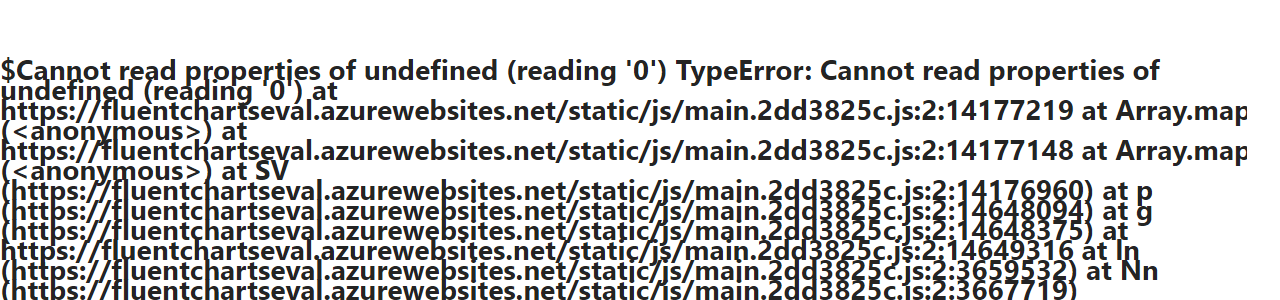 $Cannot read properties of undefined (reading '0') TypeError: Cannot read properties of
undefined (reading '0') at
https://fluentchartseval.azurewebsites.net/static/js/main.2dd3825c.js:2:14177219 at Array.map
(<anonymous>) at
https://fluentchartseval.azurewebsites.net/static/js/main.2dd3825c.js:2:14177148 at Array.map
(<anonymous>) at SV
(https://fluentchartseval.azurewebsites.net/static/js/main.2dd3825c.js:2:14176960) at p
(https://fluentchartseval.azurewebsites.net/static/js/main.2dd3825c.js:2:14648094) at g
(https://fluentchartseval.azurewebsites.net/static/js/main.2dd3825c.js:2:14648375) at
https://fluentchartseval.azurewebsites.net/static/js/main.2dd3825c.js:2:14649316 at ln
(https://fluentchartseval.azurewebsites.net/static/js/main.2dd3825c.js:2:3659532) at Nn
(https://fluentchartseval.azurewebsites.net/static/js/main.2dd3825c.js:2:3667719)